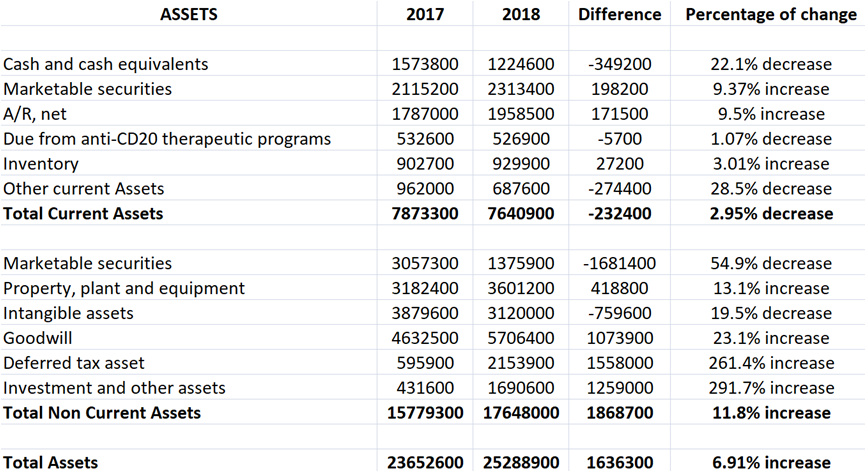 ASSETS 2017 2018 Difference Percentage of change
Cash and cash equivalents 1573800 1224600 -349200 22.1% decrease
Marketable securities 2115200 2313400 198200 9.37% increase
A/R, net 1787000 1958500 171500 9.5% increase
Due from anti-CD20 therapeutic programs 532600 526900 -5700 1.07% decrease
Inventory 902700 929900 27200 3.01% increase
Other current Assets 962000 687600 -274400 28.5% decrease
Total Current Assets 7873300 7640900 -232400 2.95% decrease
Marketable securities 3057300 1375900 -1681400 54.9% decrease
Property, plant and equipment 3182400 3601200 418800 13.1% increase
Intangible assets 3879600 3120000 -759600 19.5% decrease
Goodwill 4632500 5706400 1073900 23.1% increase
Deferred tax asset 595900 2153900 1558000 261.4% increase
Investment and other assets 431600 1690600 1259000 291.7% increase
Total Non Current Assets 15779300 17648000 1868700 11.8% increase
Total Assets 23652600 25288900 1636300 6.91% increase